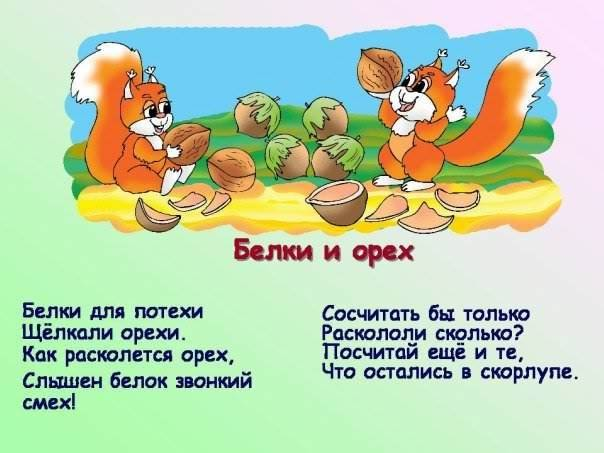 Белки и орех
Белки для потехи
Щёлкали орехи.
Как расколется орех,
Слышен белок звонкий
смех!
Сосчитать бы только
Раскололи сколько?
Посчитай ещё и те,
Что остались в скорлупе.